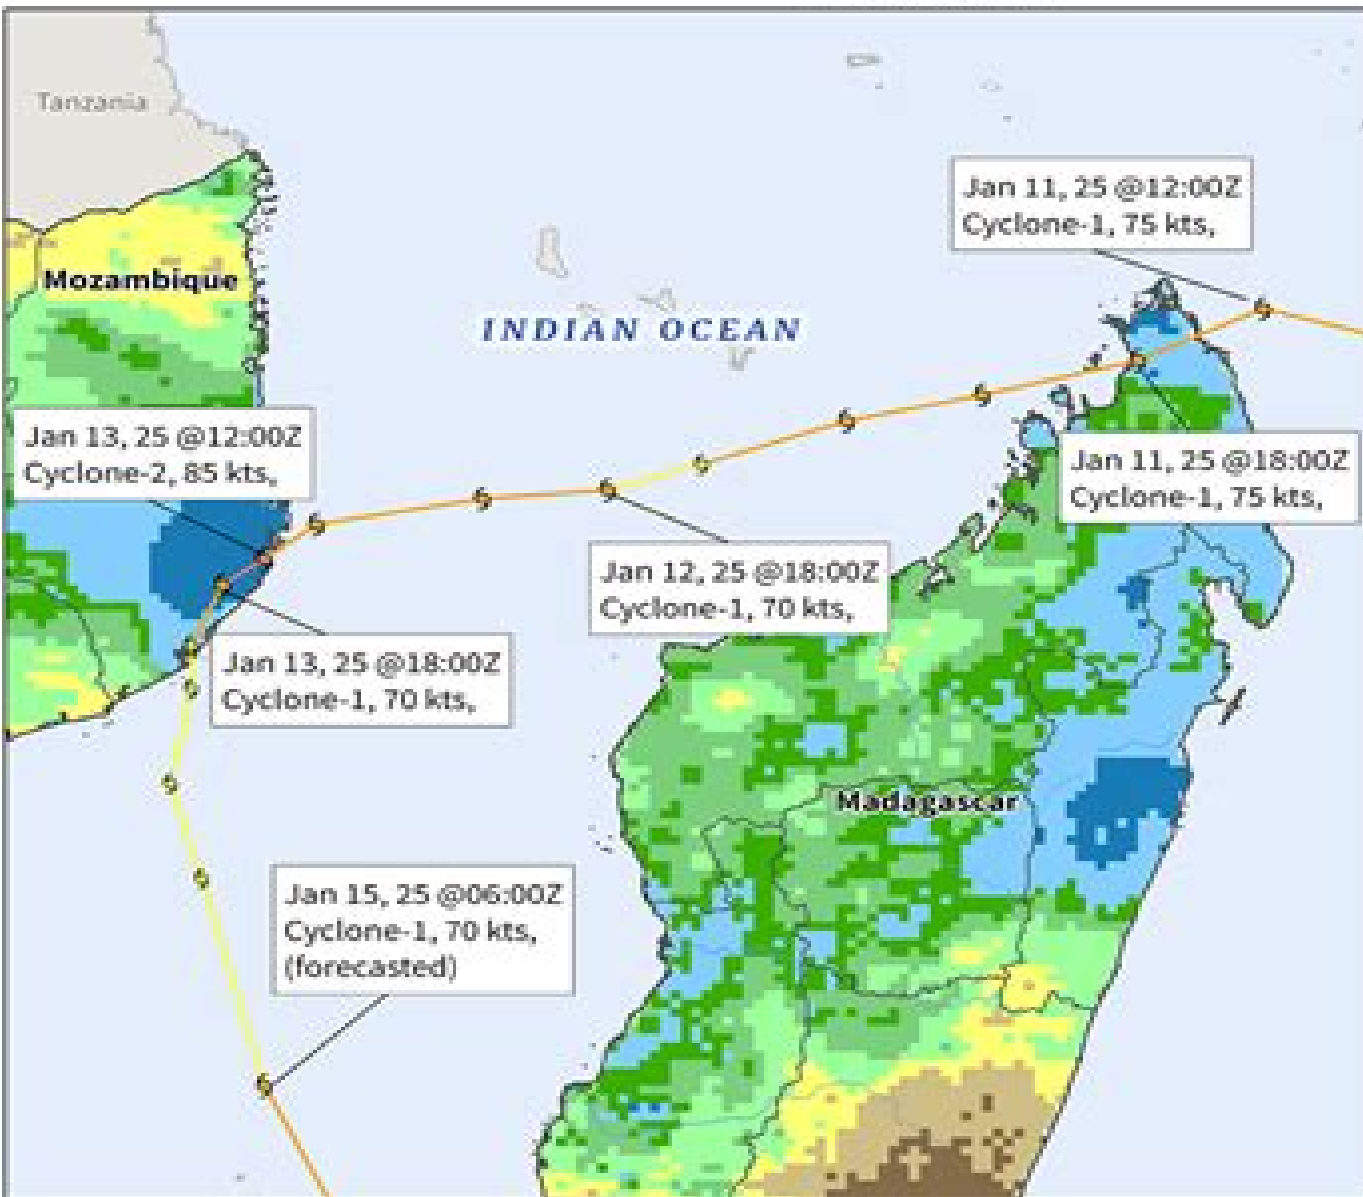 Tanzania
Jan 11, 25 @12:00Z
Cyclone-1, 75 kts,
Mozambique
INDIAN OCEAN
Jan 13, 25 @12:00Z
Cyclone-2, 85 kts,
Jan 11, 25 @18:00Z
Cyclone-1, 75 kts,
Jan 12, 25 @18:00Z
Cyclone-1, 70 kts,
Jan 13, 25 @18:00Z
Cyclone-1, 70 kts,
Madagascar
Jan 15, 25 @06:00Z
Cyclone-1, 70 kts,
(forecasted)